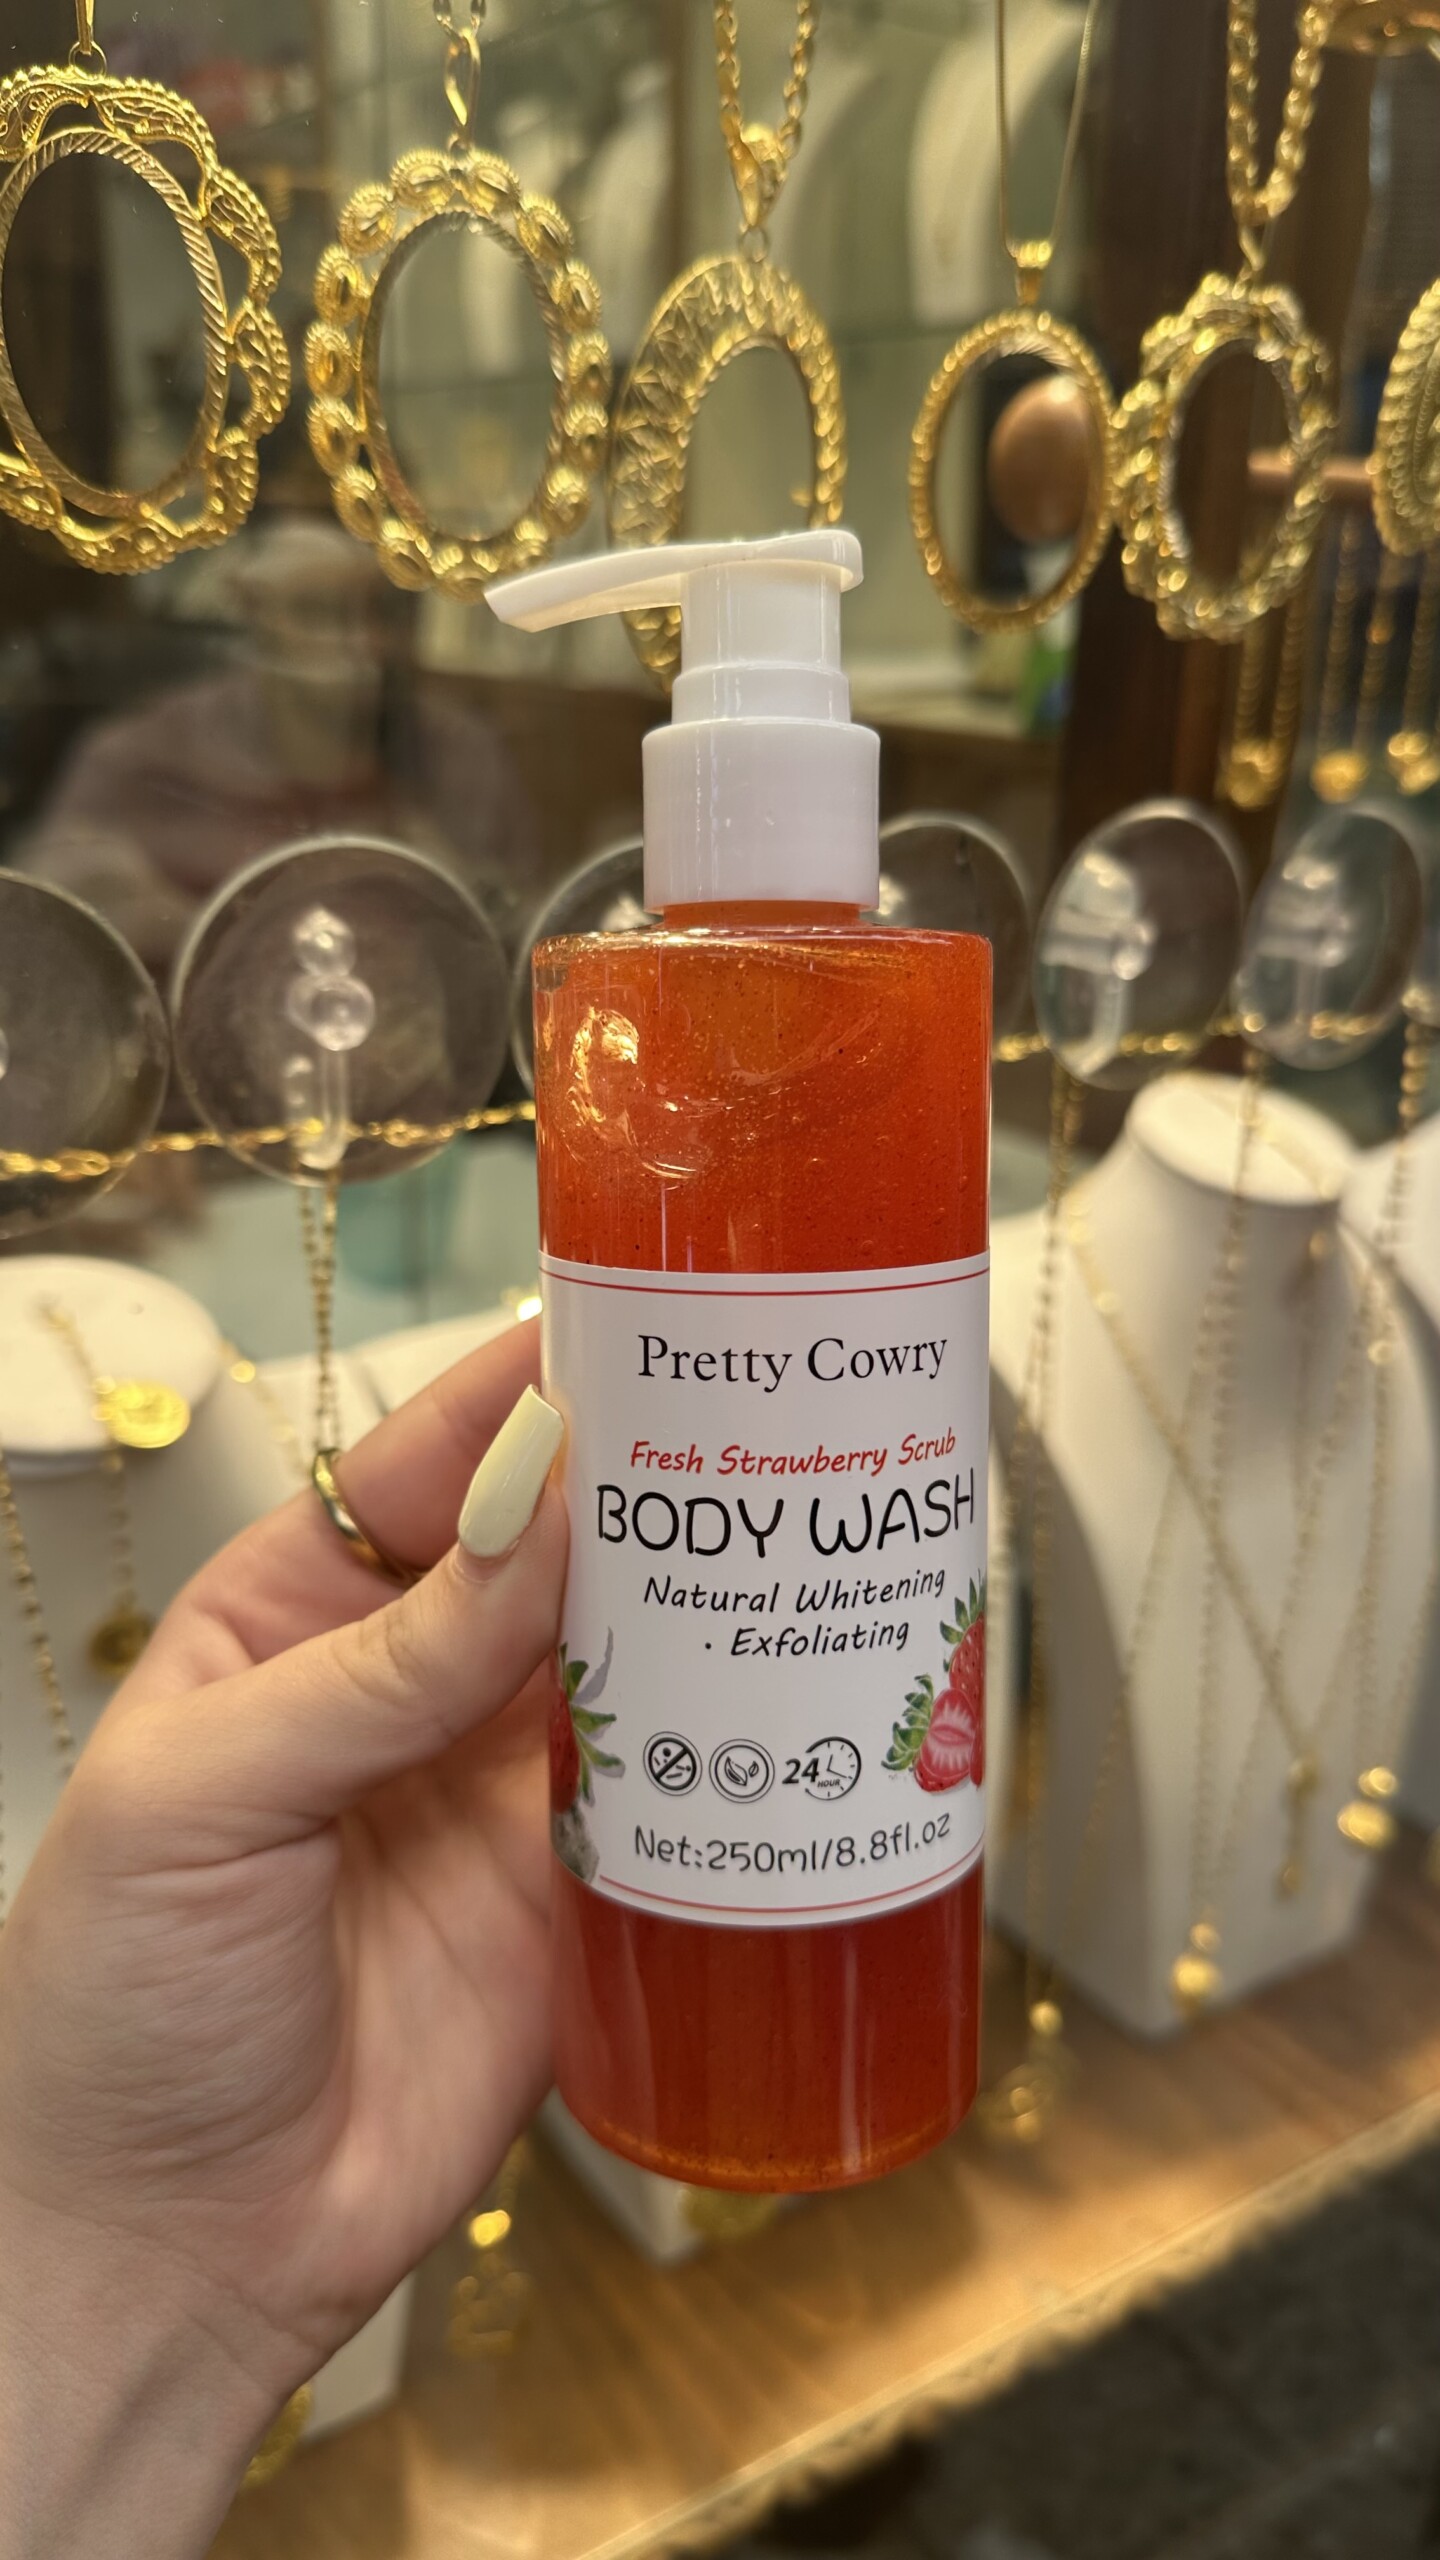 Pretty Cowry
Fresh Strawberry Scrub
BODY WASH
Natural Whitening
· Exfoliating
24 HOUR
Net:250ml/8.8fl.oz